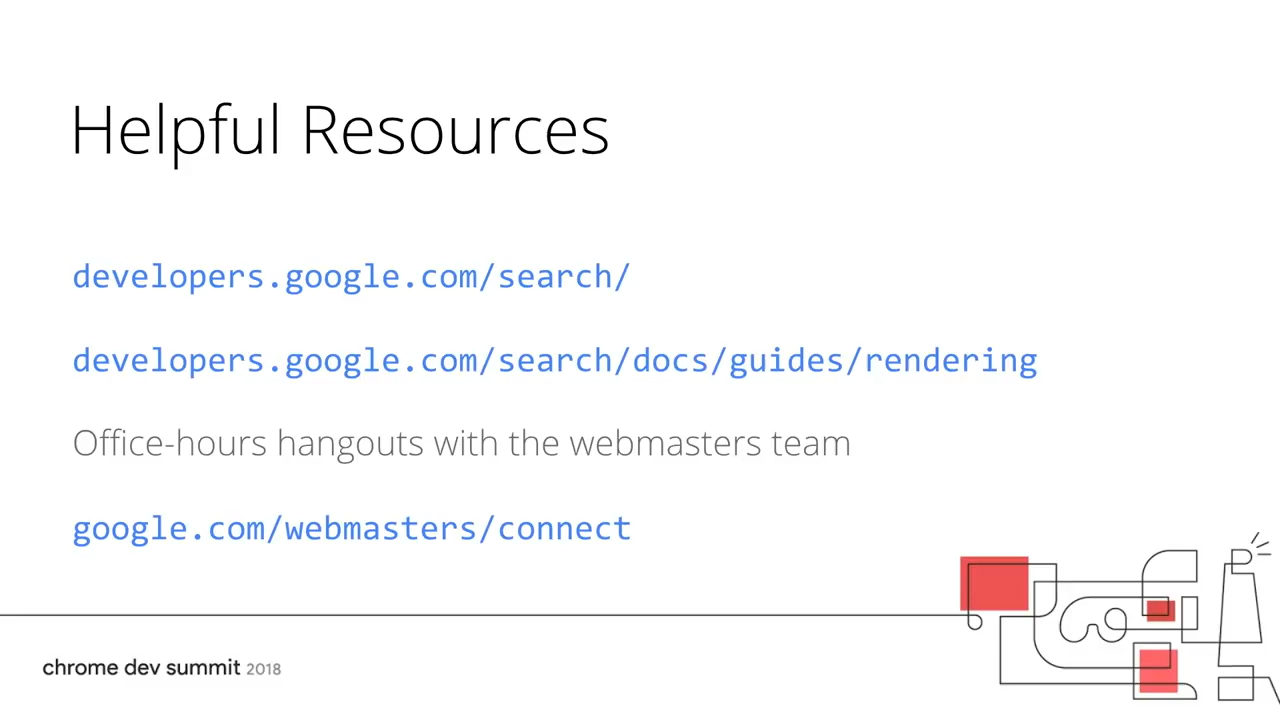 Helpful Resources
developers.google.com/search/
developers.google.com/search/docs/guides/rendering
Office-hours hangouts with the webmasters team
google.com/webmasters/connect
chrome dev summit 2018